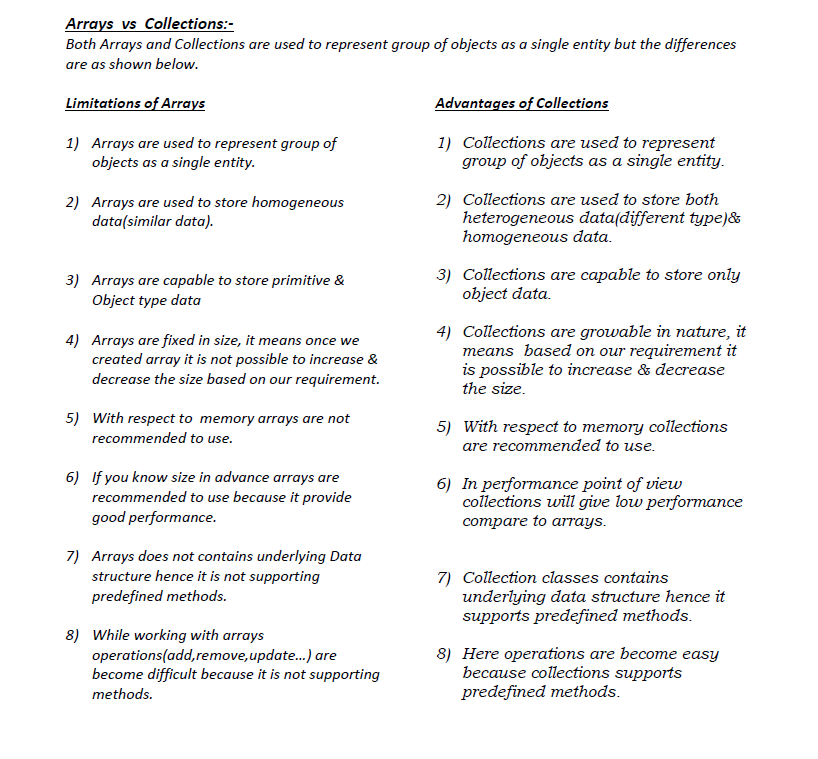 Arrays vs Collections:-
Both Arrays and Collections are used to represent group of objects as a single entity but the differences
are as shown below.
Limitations of Arrays
1) Arrays are used to represent group of
objects as a single entity.
2) Arrays are used to store homogeneous
data(similar data).
3) Arrays are capable to store primitive &
Object type data
4) Arrays are fixed in size, it means once we
created array it is not possible to increase &
decrease the size based on our requirement.
5) With respect to memory arrays are not
recommended to use.
6) If you know size in advance arrays are
recommended to use because it provide
good performance.
7) Arrays does not contains underlying Data
structure hence it is not supporting
predefined methods.
8) While working with arrays
operations(add,remove,update...) are
become difficult because it is not supporting
methods.
Advantages of Collections
1) Collections are used to represent
group of objects as a single entity.
2) Collections are used to store both
heterogeneous data(different type)&
homogeneous data.
3) Collections are capable to store only
object data.
4) Collections are growable in nature, it
means based on our requirement it
is possible to increase & decrease
the size.
5) With respect to memory collections
are recommended to use.
6) In performance point of view
collections will give low performance
compare to arrays.
7) Collection classes contains
underlying data structure hence it
supports predefined methods.
8) Here operations are become easy
because collections supports
predefined methods.